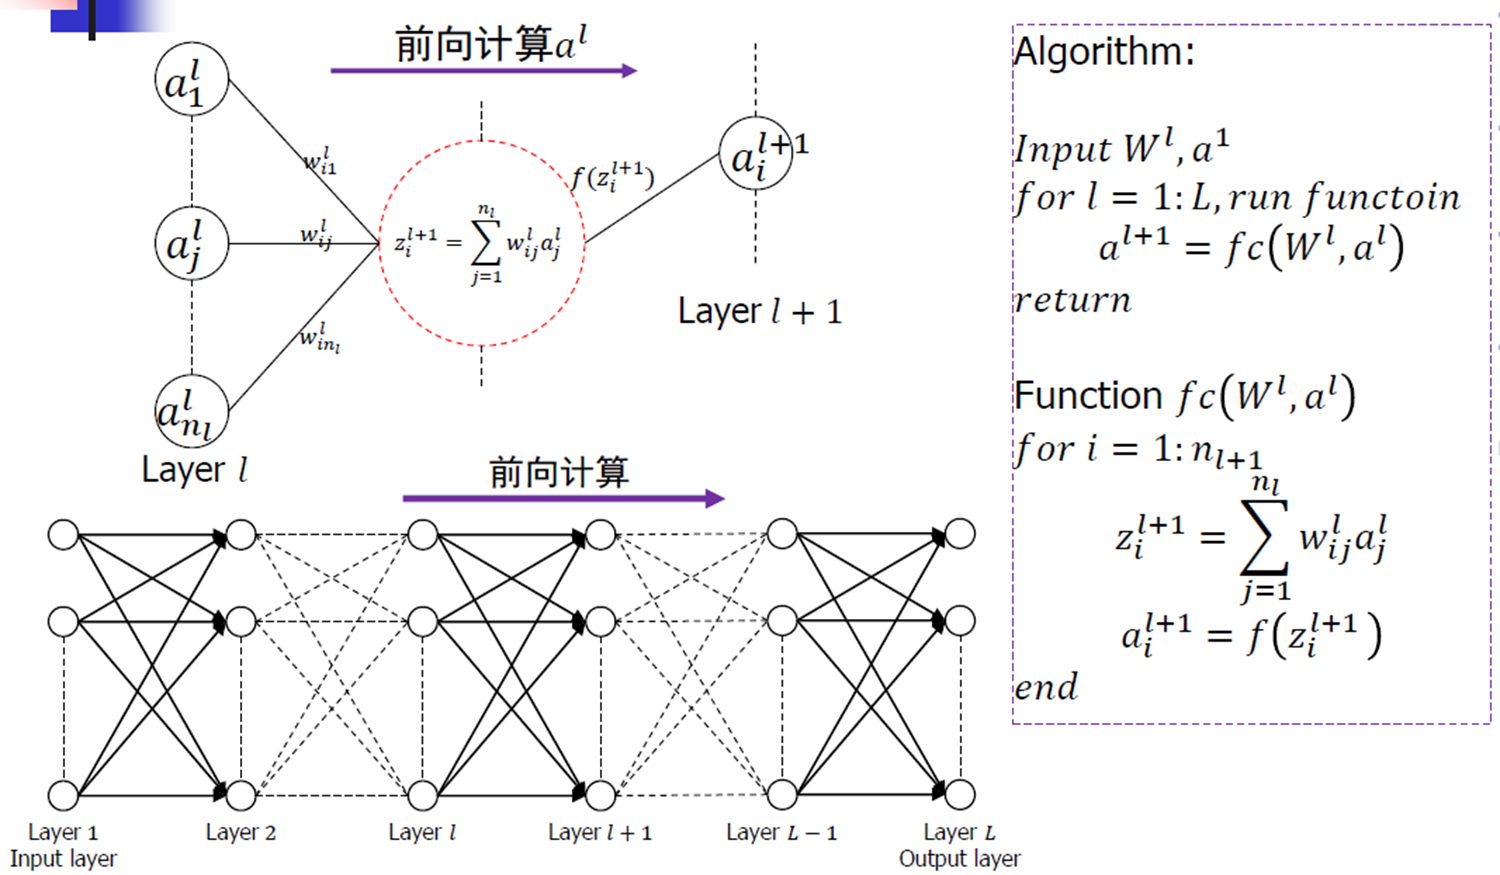 前向计算a^l
a_1^l
a_j^l
a_{n_l}^l
w_{i1}^l
w_{ij}^l
w_{in_l}^l
z_i^{l+1} = \sum_{j=1}^{n_l} w_{ij}^l a_j^l
f(z_i^{l+1})
a_i^{l+1}
Layer l
Layer l + 1
前向计算
Layer 1
Input layer
Layer 2
Layer l
Layer l + 1
Layer L − 1
Layer L
Output layer
Algorithm:
Input W^l, a^1
for l = 1: L, run functoin
a^{l+1} = fc(W^l, a^l)
return
Function fc(W^l, a^l)
for i = 1: n_{l+1}
z_i^{l+1} = \sum_{j=1}^{n_l} w_{ij}^l a_j^l
a_i^{l+1} = f(z_i^{l+1})
end